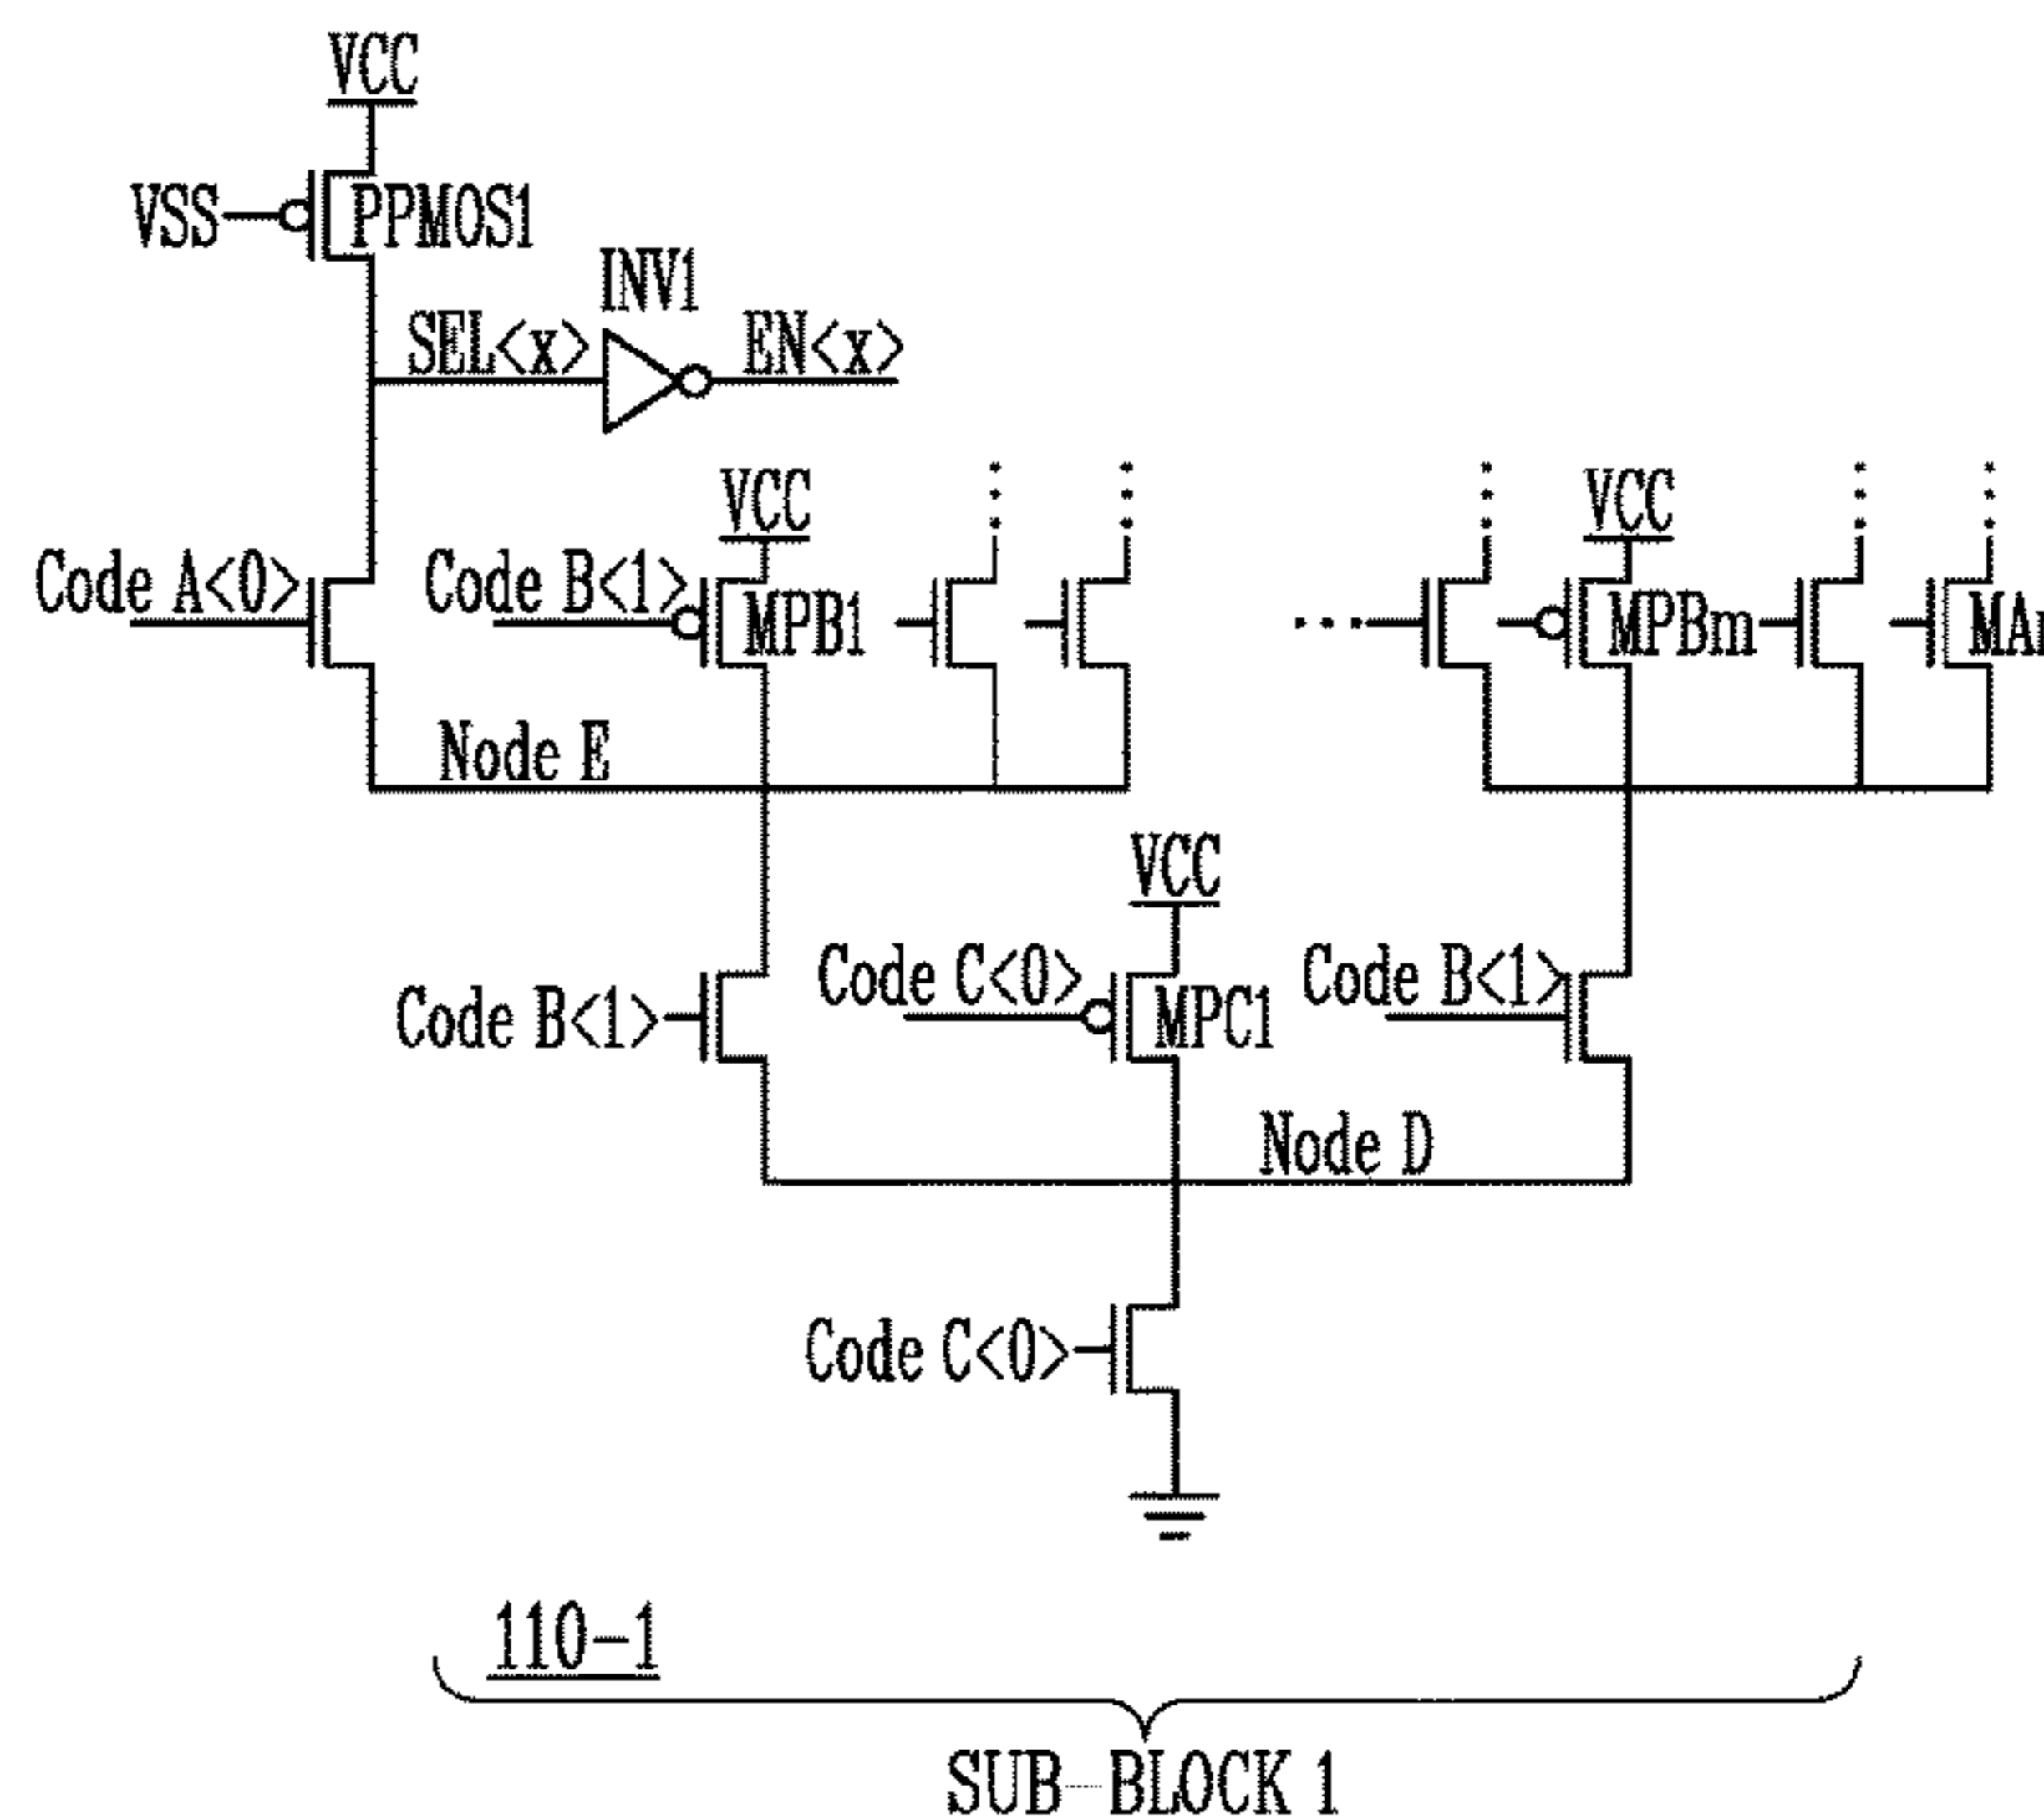 VCC
VSS
PPMOS1
INV1
SEL<x>
EN<x>
VCC
VCC
Code A<0>
Code B<1>
MPB1
MPBm
Node E
VCC
Code B<1>
Code C<0>
MPC1
Code B<1>
Node D
Code C<0>
110-1
SUB-BLOCK 1